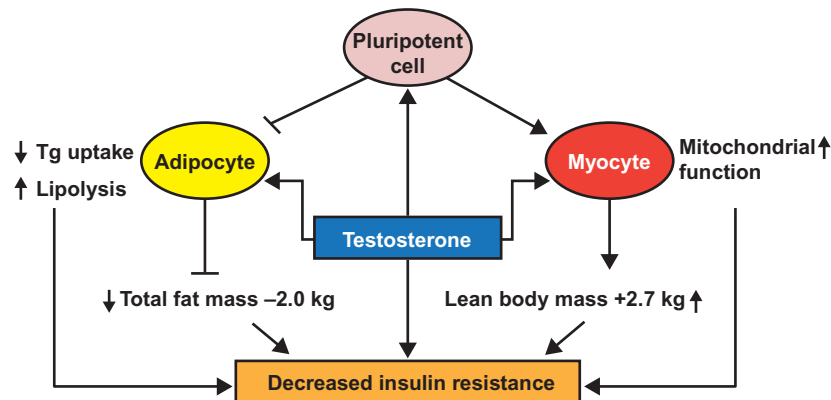 Pluripotent
cell
↓ Tg uptake
↑ Lipolysis
Adipocyte
Myocyte
Mitochondrial ↑
function
Testosterone
↓ Total fat mass –2.0 kg
Lean body mass +2.7 kg ↑
Decreased insulin resistance